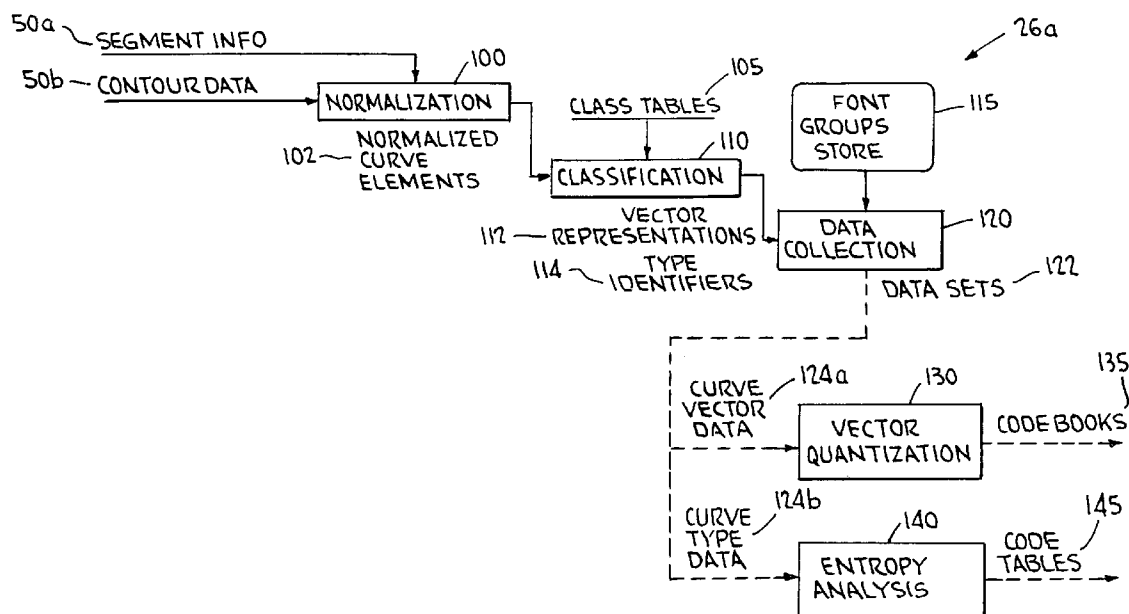 50a
SEGMENT INFO
26a
50b
CONTOUR DATA
100
NORMALIZATION
105
CLASS TABLES
FONT
GROUPS
STORE
115
102
NORMALIZED
CURVE
ELEMENTS
110
CLASSIFICATION
112
VECTOR
REPRESENTATIONS
114
TYPE
IDENTIFIERS
DATA
COLLECTION
120
DATA SETS
122
CURVE
VECTOR
DATA
124a
130
VECTOR
QUANTIZATION
135
CODE BOOKS
CURVE
TYPE
DATA
124b
140
ENTROPY
ANALYSIS
145
CODE
TABLES